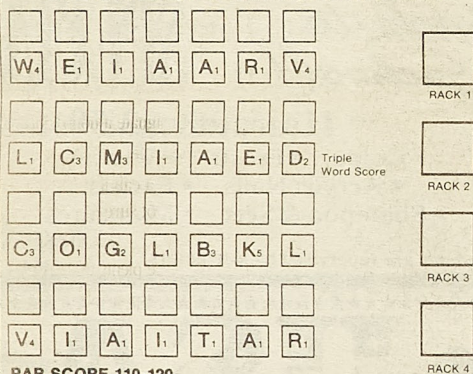 W4 E1 I1 A1 A1 R1 V4
RACK 1
L1 C3 M3 I1 A1 E1 D2 Triple
Word Score
RACK 2
C3 O1 G2 L1 B3 K5 L1
RACK 3
V4 I1 A1 I1 T1 A1 R1
RACK 4
PAR SCORE 110-120